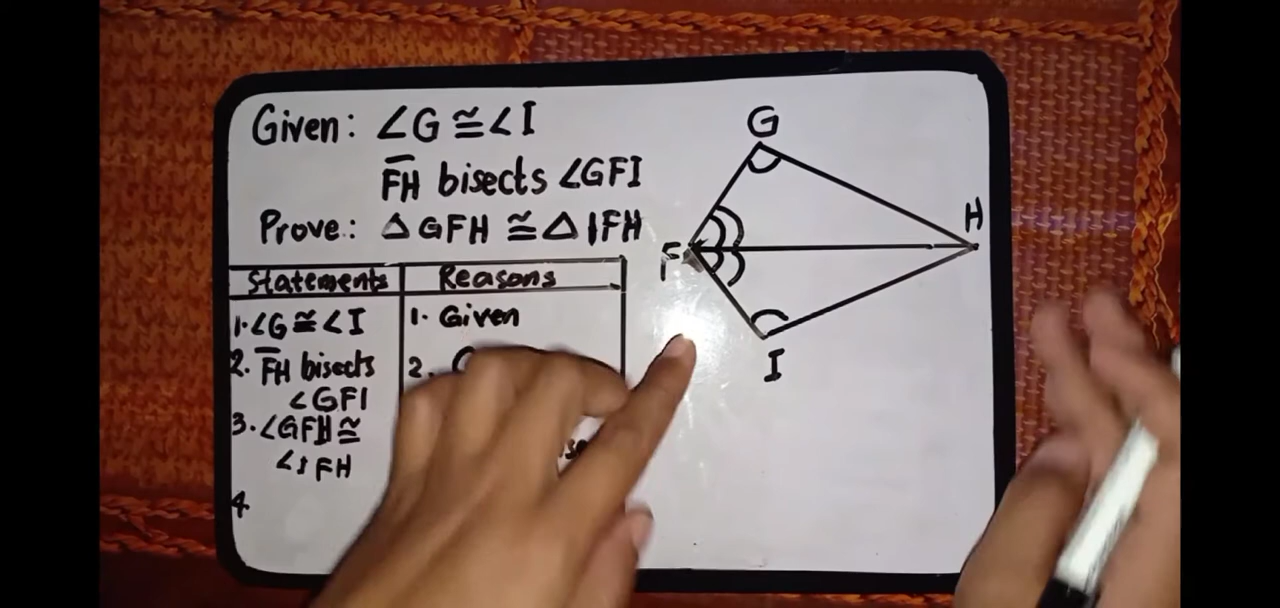 Given: ∠G ≅ ∠I
FH bisects ∠GFI
Prove: △GFH ≅ △IFH
Statements Reasons
1. ∠G ≅ ∠I 1. Given
2. FH bisects 2.
∠GFI
3. ∠GFH ≅
∠IFH
4.
G
H
F
I